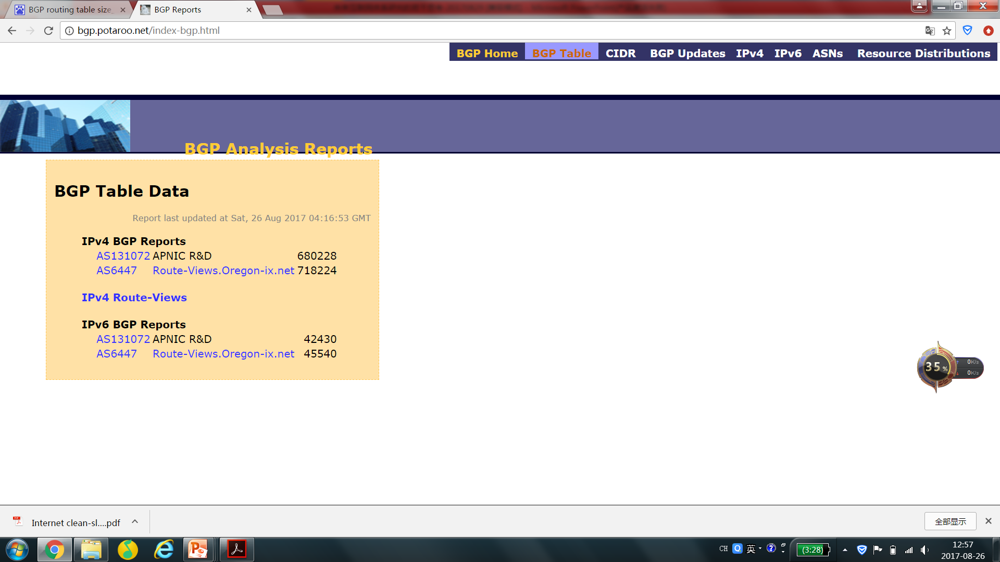 BGP routing table size_
BGP Reports
bgp.potaroo.net/index-bgp.html
BGP Home BGP Table CIDR BGP Updates IPv4 IPv6 ASNs Resource Distributions
BGP Analysis Reports
BGP Table Data
Report last updated at Sat, 26 Aug 2017 04:16:53 GMT
IPv4 BGP Reports
AS131072 APNIC R&D 680228
AS6447 Route-Views.Oregon-ix.net 718224
IPv4 Route-Views
IPv6 BGP Reports
AS131072 APNIC R&D 42430
AS6447 Route-Views.Oregon-ix.net 45540
35%
0K/s
0K/s
Internet clean-sl....pdf
全部显示
CH
英
(3:28)
12:57
2017-08-26